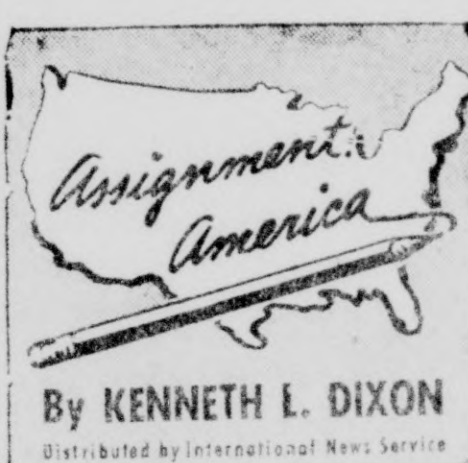 Assignment:
America
By KENNETH L. DIXON
Distributed by International News Service